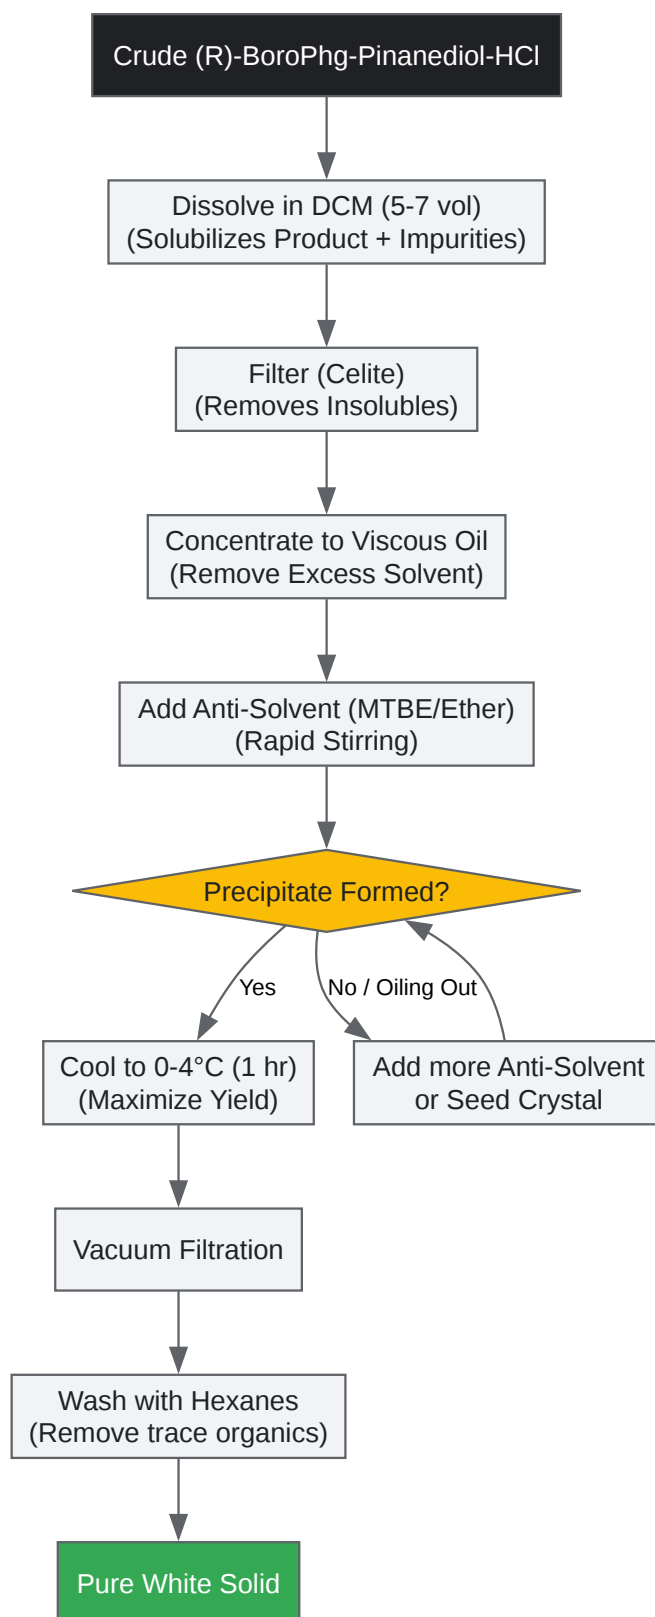 Crude (R)-BoroPhg-Pinanediol-HCl
Dissolve in DCM (5-7 vol)
(Solubilizes Product + Impurities)
Filter (Celite)
(Removes Insolubles)
Concentrate to Viscous Oil
(Remove Excess Solvent)
Add Anti-Solvent (MTBE/Ether)
(Rapid Stirring)
Precipitate Formed?
Yes
No / Oiling Out
Cool to 0-4°C (1 hr)
(Maximize Yield)
Add more Anti-Solvent
or Seed Crystal
Vacuum Filtration
Wash with Hexanes
(Remove trace organics)
Pure White Solid